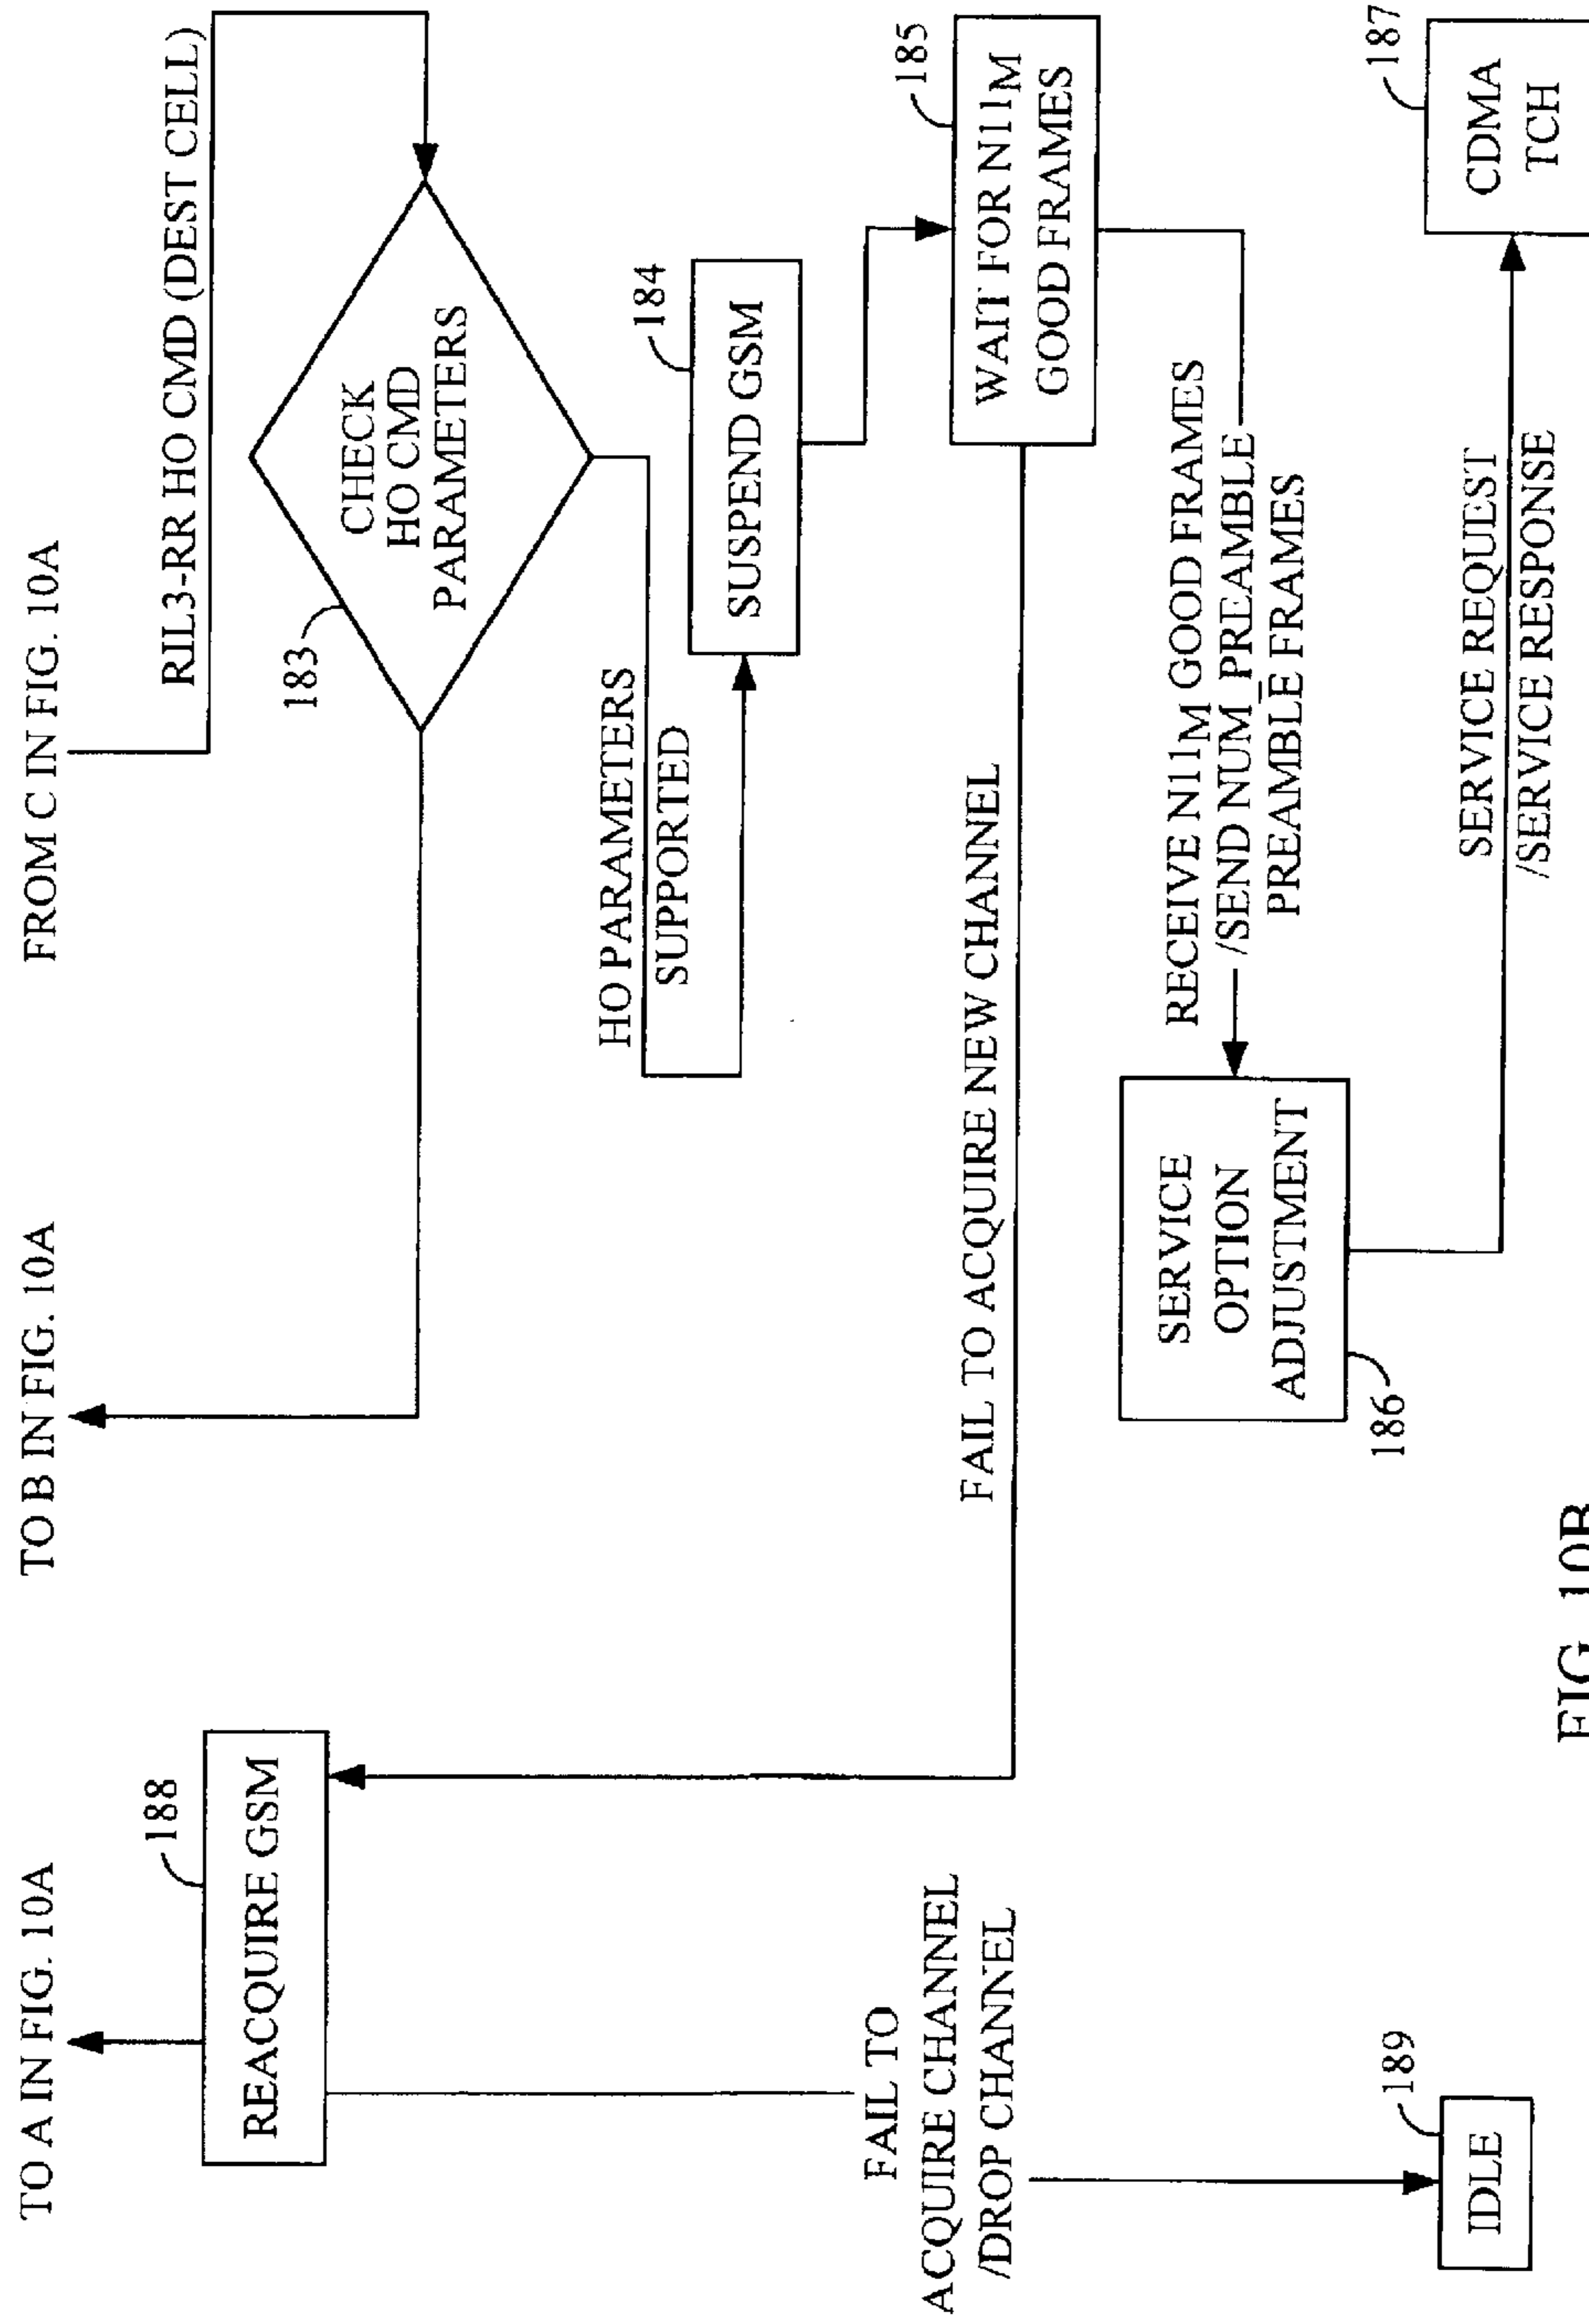 TO A IN FIG. 10A
TO B IN FIG. 10A
FROM C IN FIG. 10A
RIL3-RR HO CMD (DEST CELL)
188
REACQUIRE GSM
183
CHECK
HO CMD
PARAMETERS
HO PARAMETERS
SUPPORTED
184
SUSPEND GSM
185
WAIT FOR N11M
GOOD FRAMES
FAIL TO ACQUIRE NEW CHANNEL
FAIL TO
ACQUIRE CHANNEL
/DROP CHANNEL
RECEIVE N11M GOOD FRAMES
/SEND NUM_PREAMBLE
PREAMBLE FRAMES
SERVICE
OPTION
ADJUSTMENT
186
187
CDMA
TCH
SERVICE REQUEST
/SERVICE RESPONSE
189
IDLE
FIG. 10B